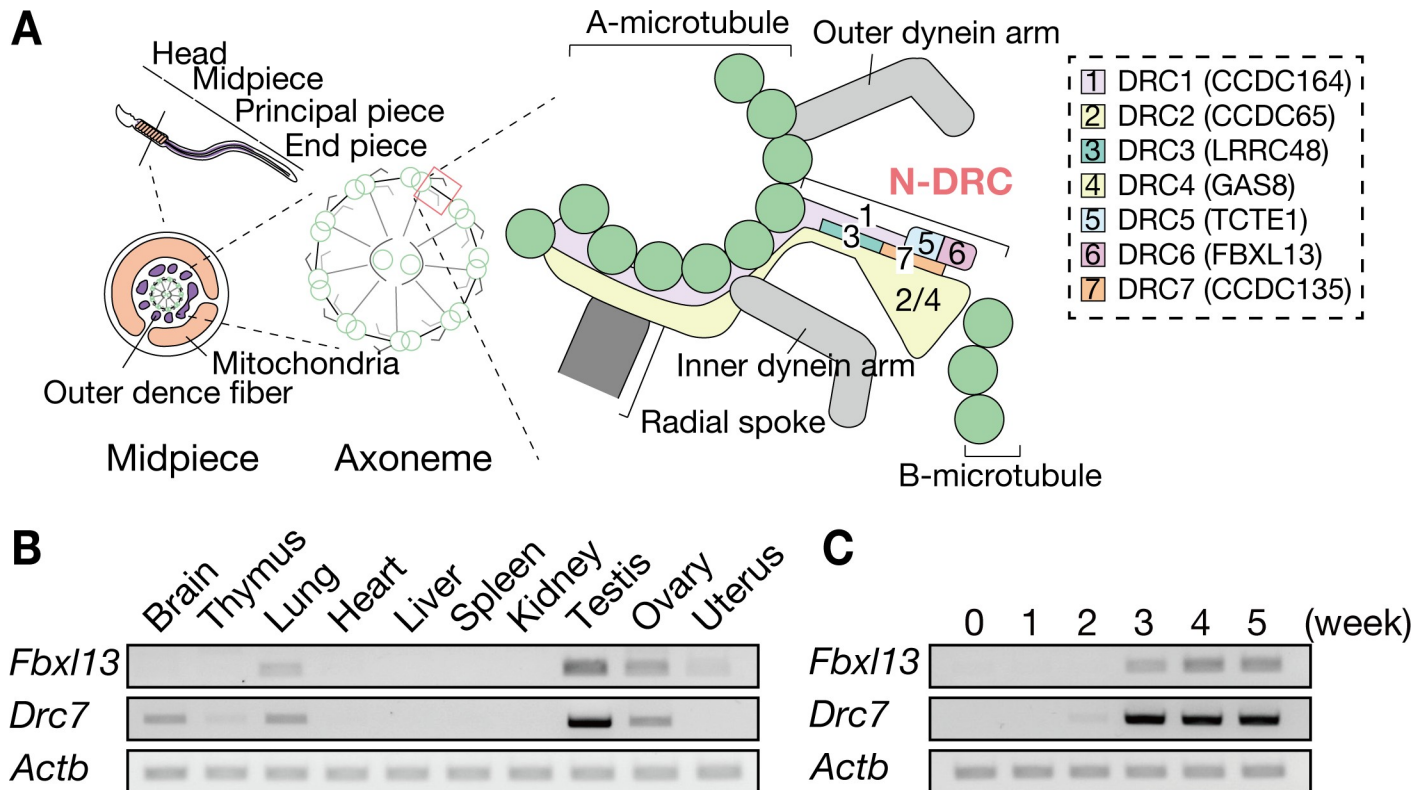 A
Head
Midpiece
Principal piece
End piece
Mitochondria
Outer dence fiber
Midpiece
Axoneme
A-microtubule
Outer dynein arm
N-DRC
1
3
5
6
7
2/4
Inner dynein arm
Radial spoke
B-microtubule
1 DRC1 (CCDC164)
2 DRC2 (CCDC65)
3 DRC3 (LRRC48)
4 DRC4 (GAS8)
5 DRC5 (TCTE1)
6 DRC6 (FBXL13)
7 DRC7 (CCDC135)
B
Brain Thymus Lung Heart Liver Spleen Kidney Testis Ovary Uterus
Fbxl13
Drc7
Actb
C
0 1 2 3 4 5 (week)
Fbxl13
Drc7
Actb